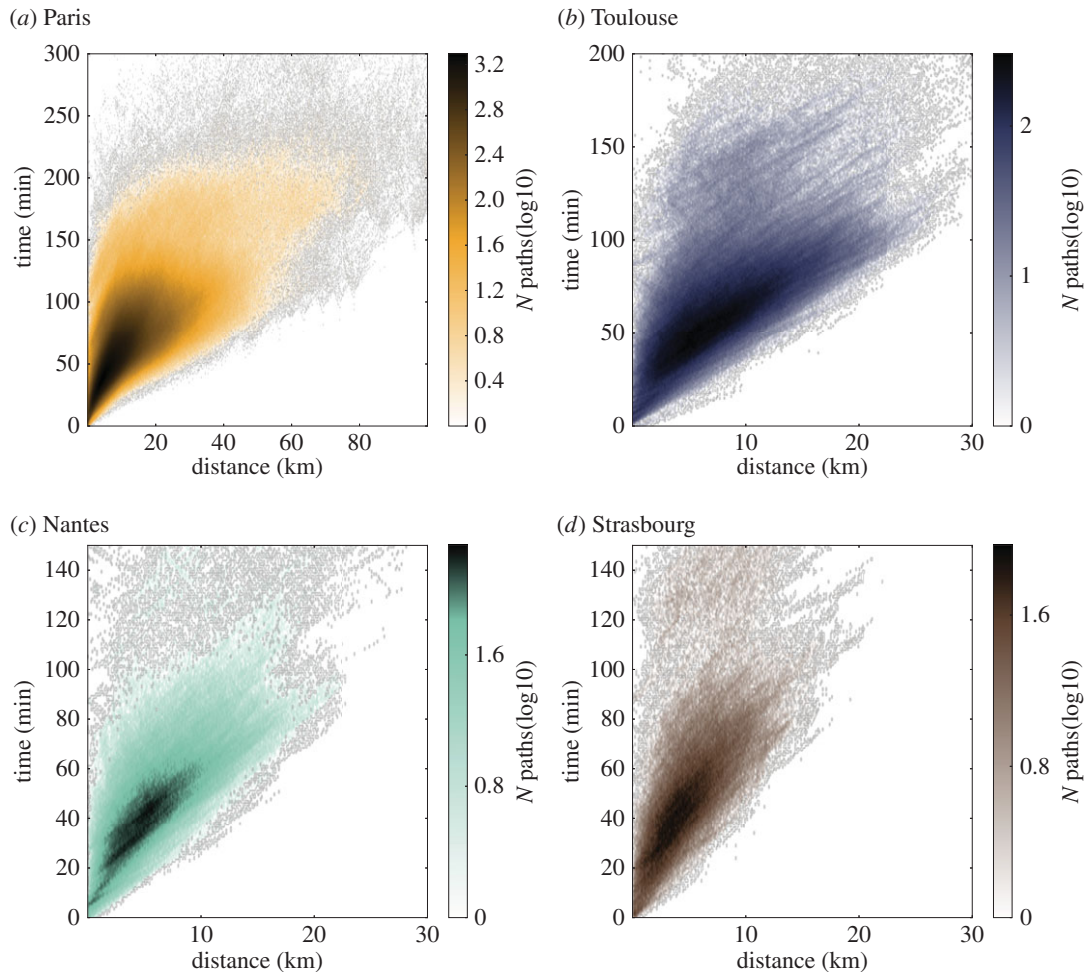 (a) Paris
300
250
200
150
100
50
0
time (min)
20 40 60 80
distance (km)
3.2
2.8
2.4
2.0
1.6
1.2
0.8
0.4
0
N paths(log10)
(b) Toulouse
200
150
100
50
0
time (min)
10 20 30
distance (km)
2
1
0
N paths(log10)
(c) Nantes
140
120
100
80
60
40
20
0
time (min)
10 20 30
distance (km)
1.6
0.8
0
N paths(log10)
(d) Strasbourg
140
120
100
80
60
40
20
0
time (min)
10 20 30
distance (km)
1.6
0.8
0
N paths(log10)